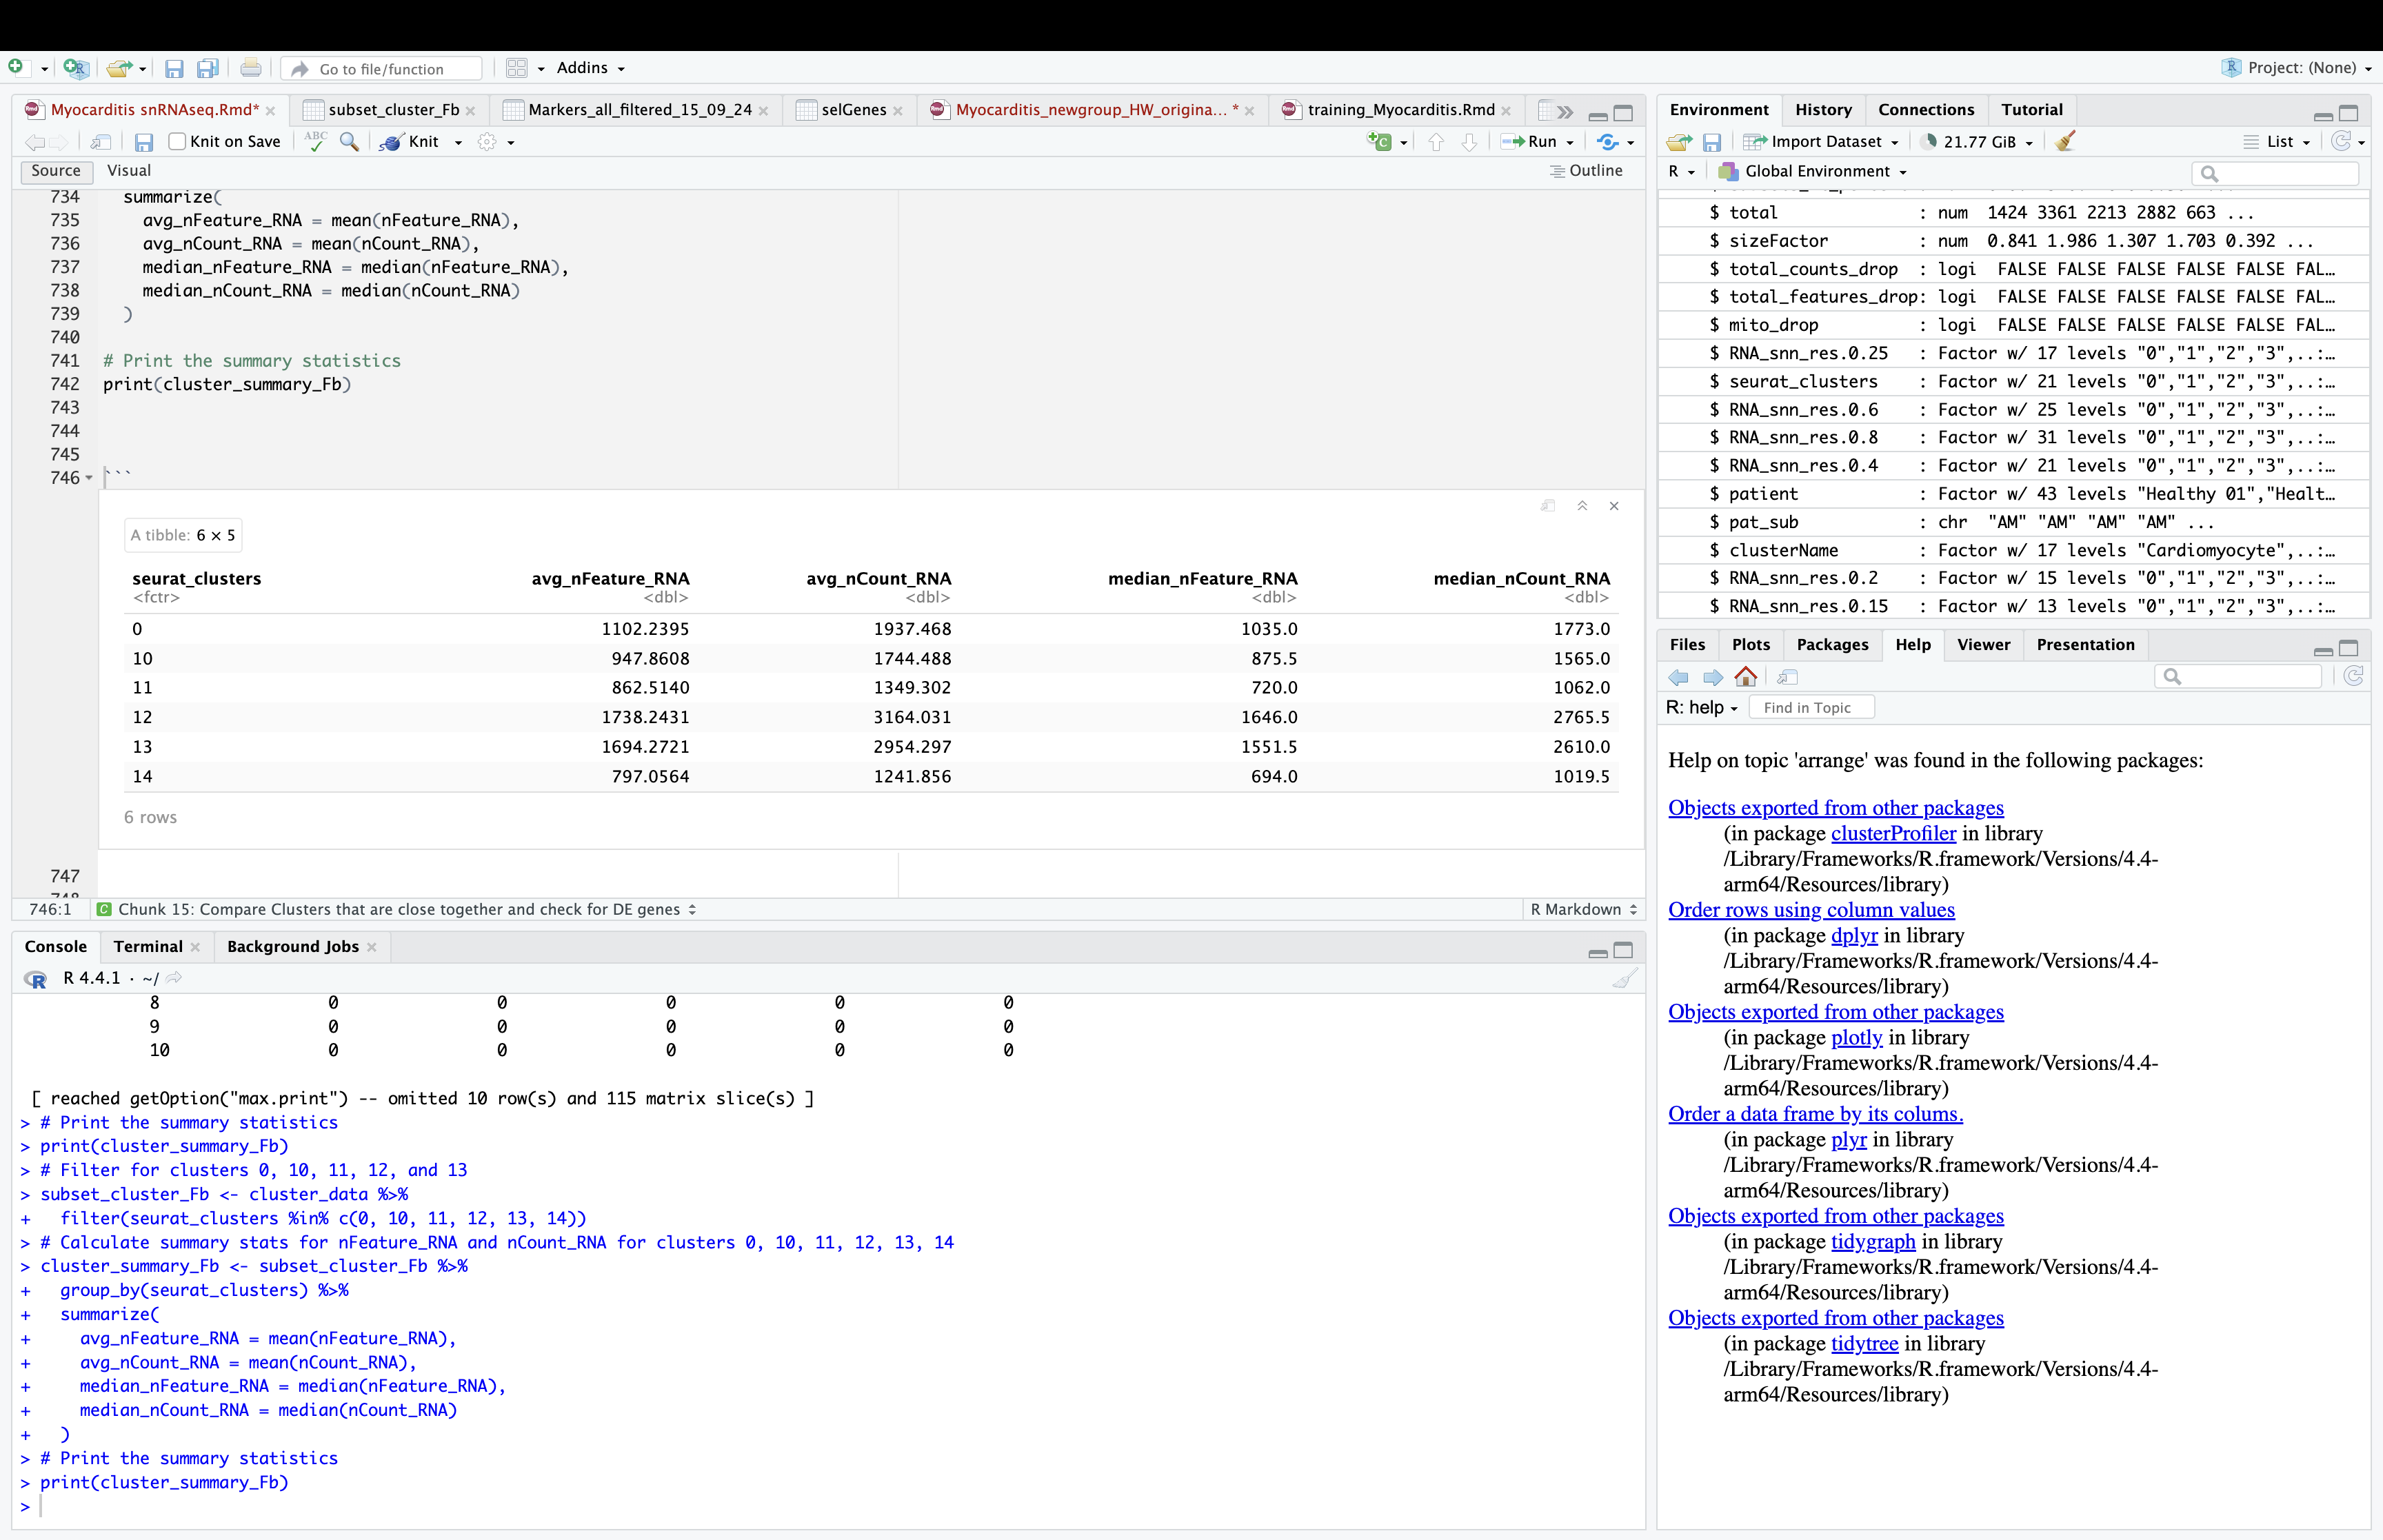 Go to file/function
Addins
Project: (None)
Myocarditis snRNAseq.Rmd*
subset_cluster_Fb
Markers_all_filtered_15_09_24
selGenes
Myocarditis_newgroup_HW_origina... *
training_Myocarditis.Rmd
Knit on Save
ABC
Knit
Run
Source
Visual
Outline
734 summarize(
735 avg_nFeature_RNA = mean(nFeature_RNA),
736 avg_nCount_RNA = mean(nCount_RNA),
737 median_nFeature_RNA = median(nFeature_RNA),
738 median_nCount_RNA = median(nCount_RNA)
739 )
740
741 # Print the summary statistics
742 print(cluster_summary_Fb)
743
744
745
746 ```
A tibble: 6 × 5
seurat_clusters avg_nFeature_RNA avg_nCount_RNA median_nFeature_RNA median_nCount_RNA
<fctr> <dbl> <dbl> <dbl> <dbl>
0 1102.2395 1937.468 1035.0 1773.0
10 947.8608 1744.488 875.5 1565.0
11 862.5140 1349.302 720.0 1062.0
12 1738.2431 3164.031 1646.0 2765.5
13 1694.2721 2954.297 1551.5 2610.0
14 797.0564 1241.856 694.0 1019.5
6 rows
747
746:1 C Chunk 15: Compare Clusters that are close together and check for DE genes
R Markdown
Console
Terminal
Background Jobs
R 4.4.1 · ~/
8 0 0 0 0 0
9 0 0 0 0 0
10 0 0 0 0 0
[ reached getOption("max.print") -- omitted 10 row(s) and 115 matrix slice(s) ]
> # Print the summary statistics
> print(cluster_summary_Fb)
> # Filter for clusters 0, 10, 11, 12, and 13
> subset_cluster_Fb <- cluster_data %>%
+ filter(seurat_clusters %in% c(0, 10, 11, 12, 13, 14))
> # Calculate summary stats for nFeature_RNA and nCount_RNA for clusters 0, 10, 11, 12, 13, 14
> cluster_summary_Fb <- subset_cluster_Fb %>%
+ group_by(seurat_clusters) %>%
+ summarize(
+ avg_nFeature_RNA = mean(nFeature_RNA),
+ avg_nCount_RNA = mean(nCount_RNA),
+ median_nFeature_RNA = median(nFeature_RNA),
+ median_nCount_RNA = median(nCount_RNA)
+ )
> # Print the summary statistics
> print(cluster_summary_Fb)
>
Environment
History
Connections
Tutorial
Import Dataset
21.77 GiB
List
R
Global Environment
$ total : num 1424 3361 2213 2882 663 ...
$ sizeFactor : num 0.841 1.986 1.307 1.703 0.392 ...
$ total_counts_drop : logi FALSE FALSE FALSE FALSE FALSE FAL…
$ total_features_drop: logi FALSE FALSE FALSE FALSE FALSE FAL…
$ mito_drop : logi FALSE FALSE FALSE FALSE FALSE FAL…
$ RNA_snn_res.0.25 : Factor w/ 17 levels "0","1","2","3",..:…
$ seurat_clusters : Factor w/ 21 levels "0","1","2","3",..:…
$ RNA_snn_res.0.6 : Factor w/ 25 levels "0","1","2","3",..:…
$ RNA_snn_res.0.8 : Factor w/ 31 levels "0","1","2","3",..:…
$ RNA_snn_res.0.4 : Factor w/ 21 levels "0","1","2","3",..:…
$ patient : Factor w/ 43 levels "Healthy 01","Healt…
$ pat_sub : chr "AM" "AM" "AM" "AM" ...
$ clusterName : Factor w/ 17 levels "Cardiomyocyte",..:…
$ RNA_snn_res.0.2 : Factor w/ 15 levels "0","1","2","3",..:…
$ RNA_snn_res.0.15 : Factor w/ 13 levels "0","1","2","3",..:…
Files
Plots
Packages
Help
Viewer
Presentation
R: help
Find in Topic
Help on topic 'arrange' was found in the following packages:
Objects exported from other packages
(in package clusterProfiler in library
/Library/Frameworks/R.framework/Versions/4.4-
arm64/Resources/library)
Order rows using column values
(in package dplyr in library
/Library/Frameworks/R.framework/Versions/4.4-
arm64/Resources/library)
Objects exported from other packages
(in package plotly in library
/Library/Frameworks/R.framework/Versions/4.4-
arm64/Resources/library)
Order a data frame by its colums.
(in package plyr in library
/Library/Frameworks/R.framework/Versions/4.4-
arm64/Resources/library)
Objects exported from other packages
(in package tidygraph in library
/Library/Frameworks/R.framework/Versions/4.4-
arm64/Resources/library)
Objects exported from other packages
(in package tidytree in library
/Library/Frameworks/R.framework/Versions/4.4-
arm64/Resources/library)